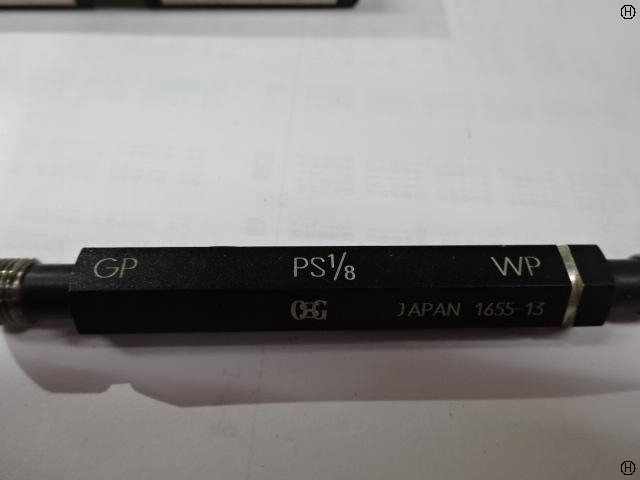 GP PS1/8 WP
OSG JAPAN 1655-13
H
H